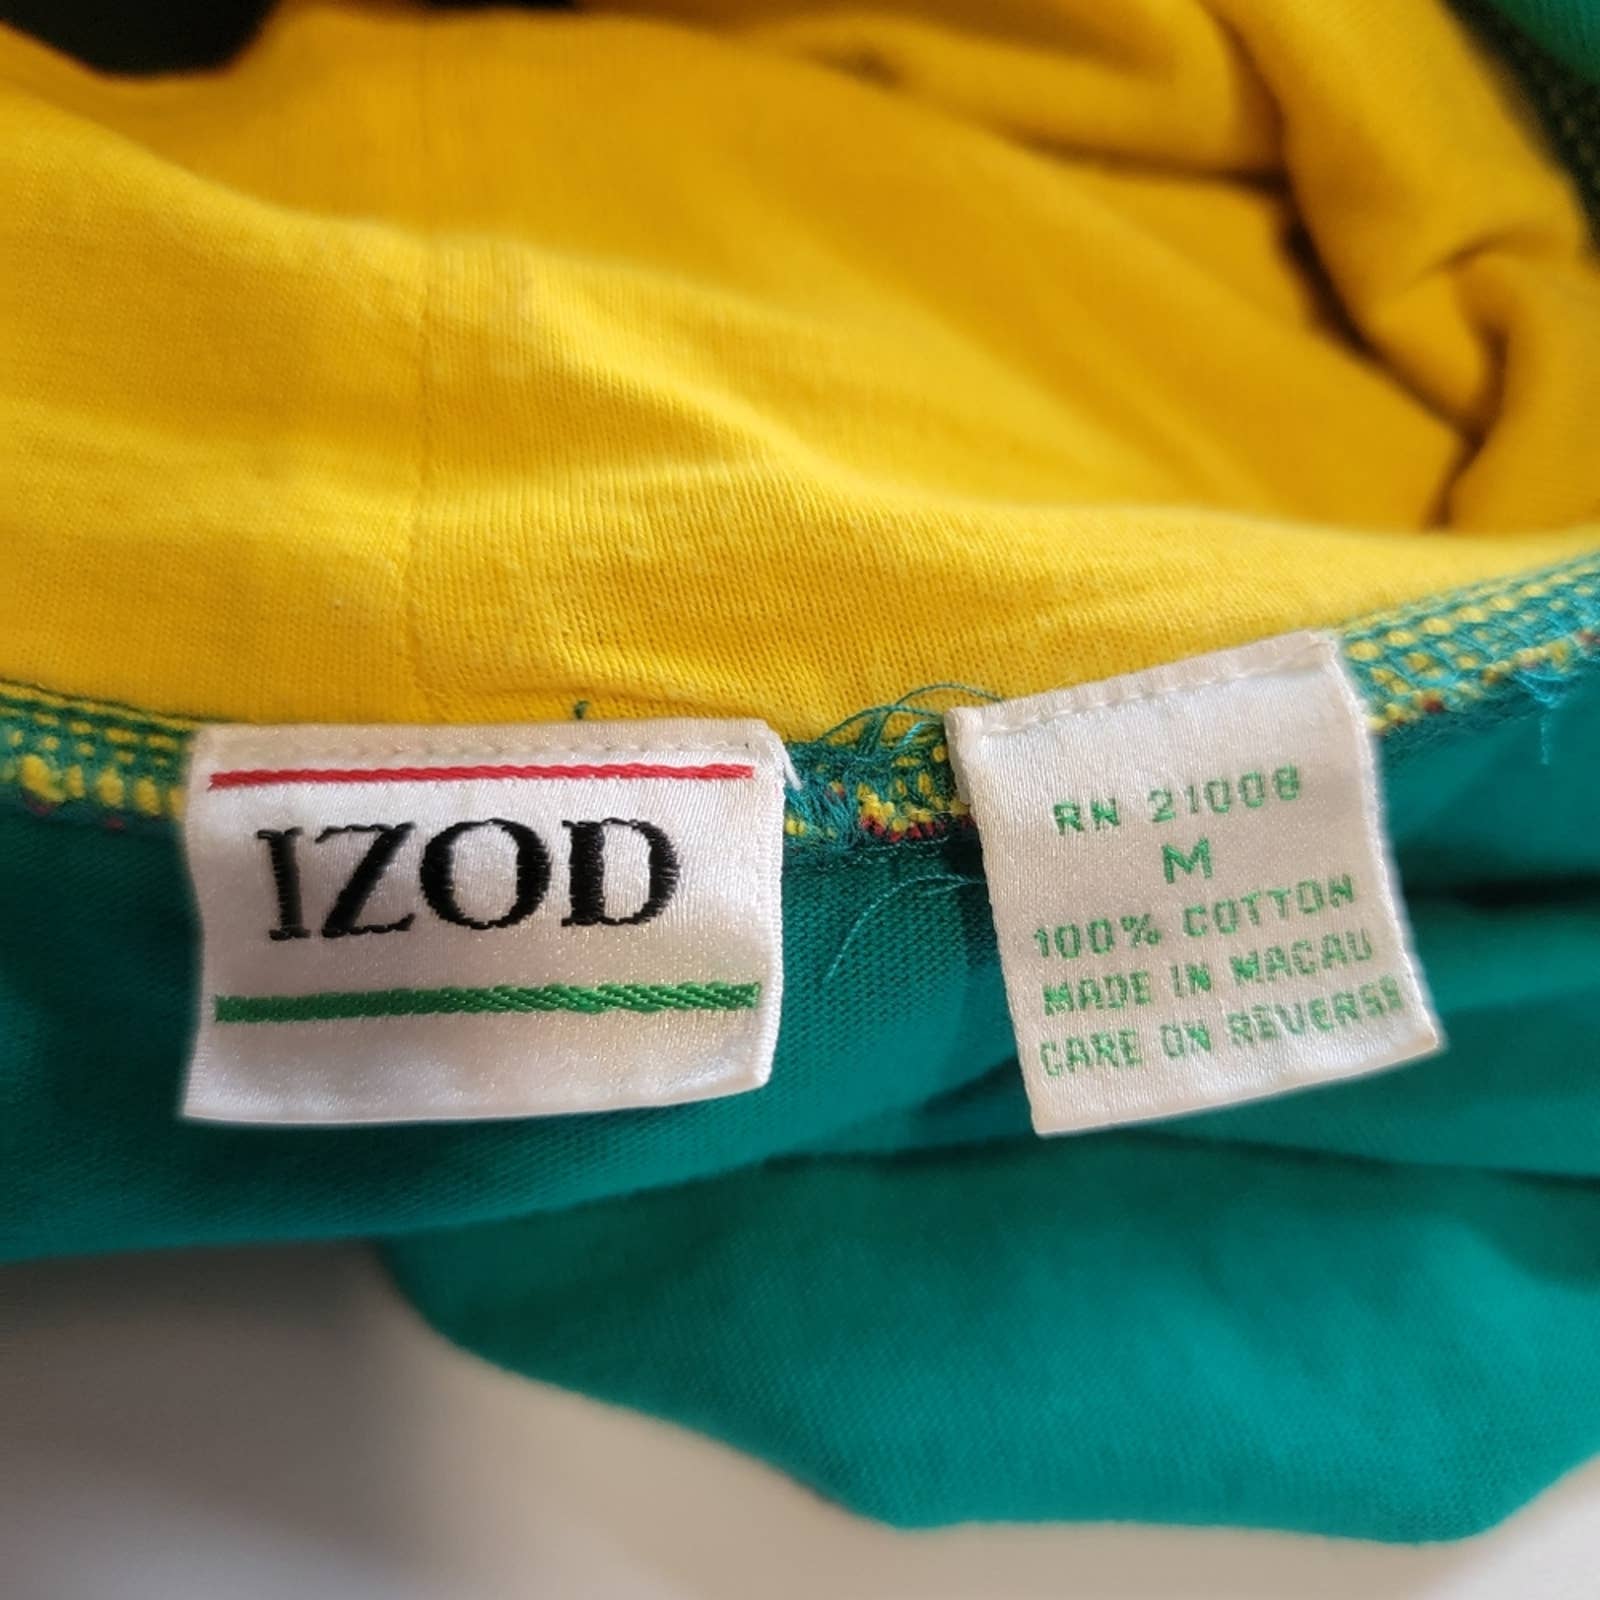 IZOD
RN 21008
M
100% COTTON
MADE IN MACAU
CARE ON REVERSE